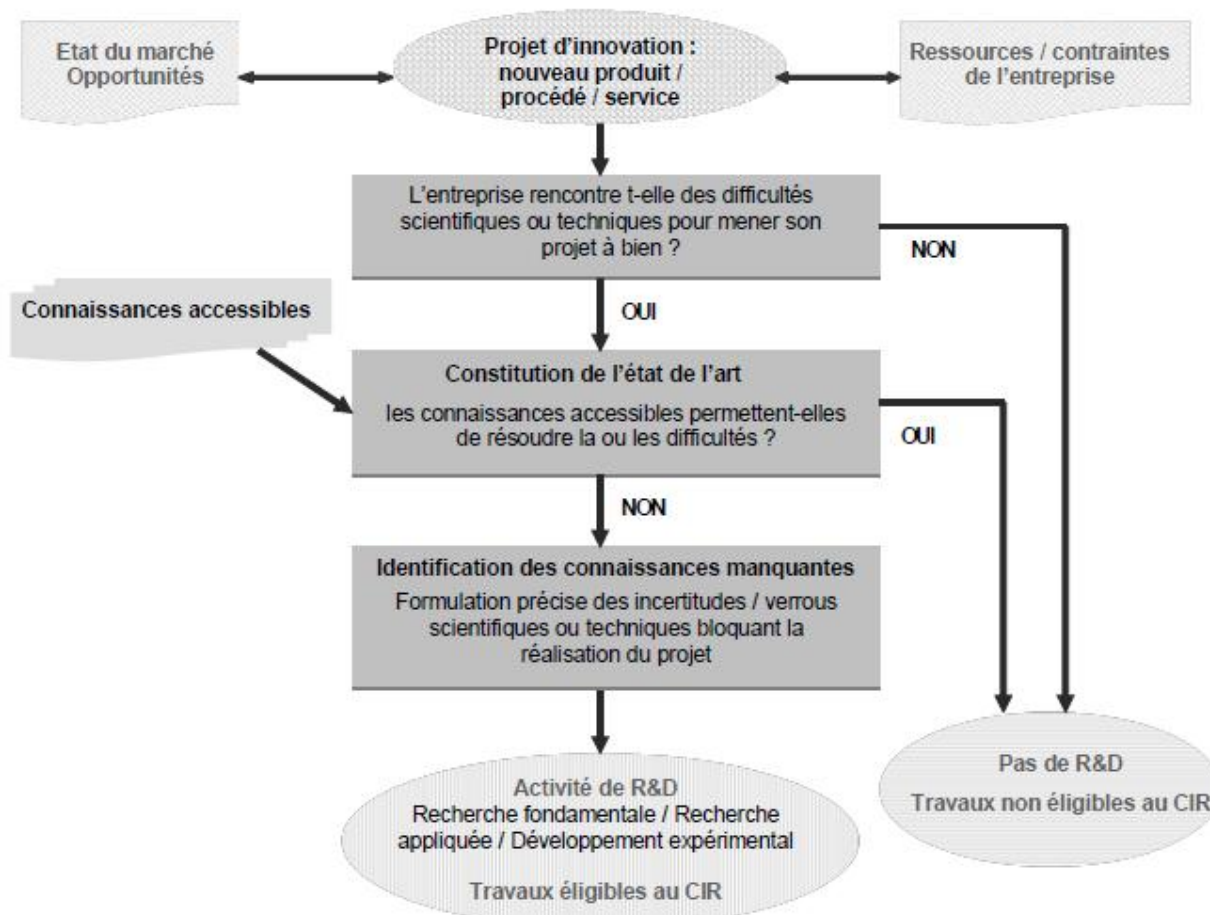 Etat du marché
Opportunités
Projet d'innovation :
nouveau produit /
procédé / service
Ressources / contraintes
de l'entreprise
L'entreprise rencontre t-elle des difficultés
scientifiques ou techniques pour mener son
projet à bien ?
NON
OUI
Connaissances accessibles
Constitution de l'état de l'art
les connaissances accessibles permettent-elles
de résoudre la ou les difficultés ?
OUI
NON
Identification des connaissances manquantes
Formulation précise des incertitudes / verrous
scientifiques ou techniques bloquant la
réalisation du projet
Activité de R&D
Recherche fondamentale / Recherche
appliquée / Développement expérimental
Travaux éligibles au CIR
Pas de R&D
Travaux non éligibles au CIR